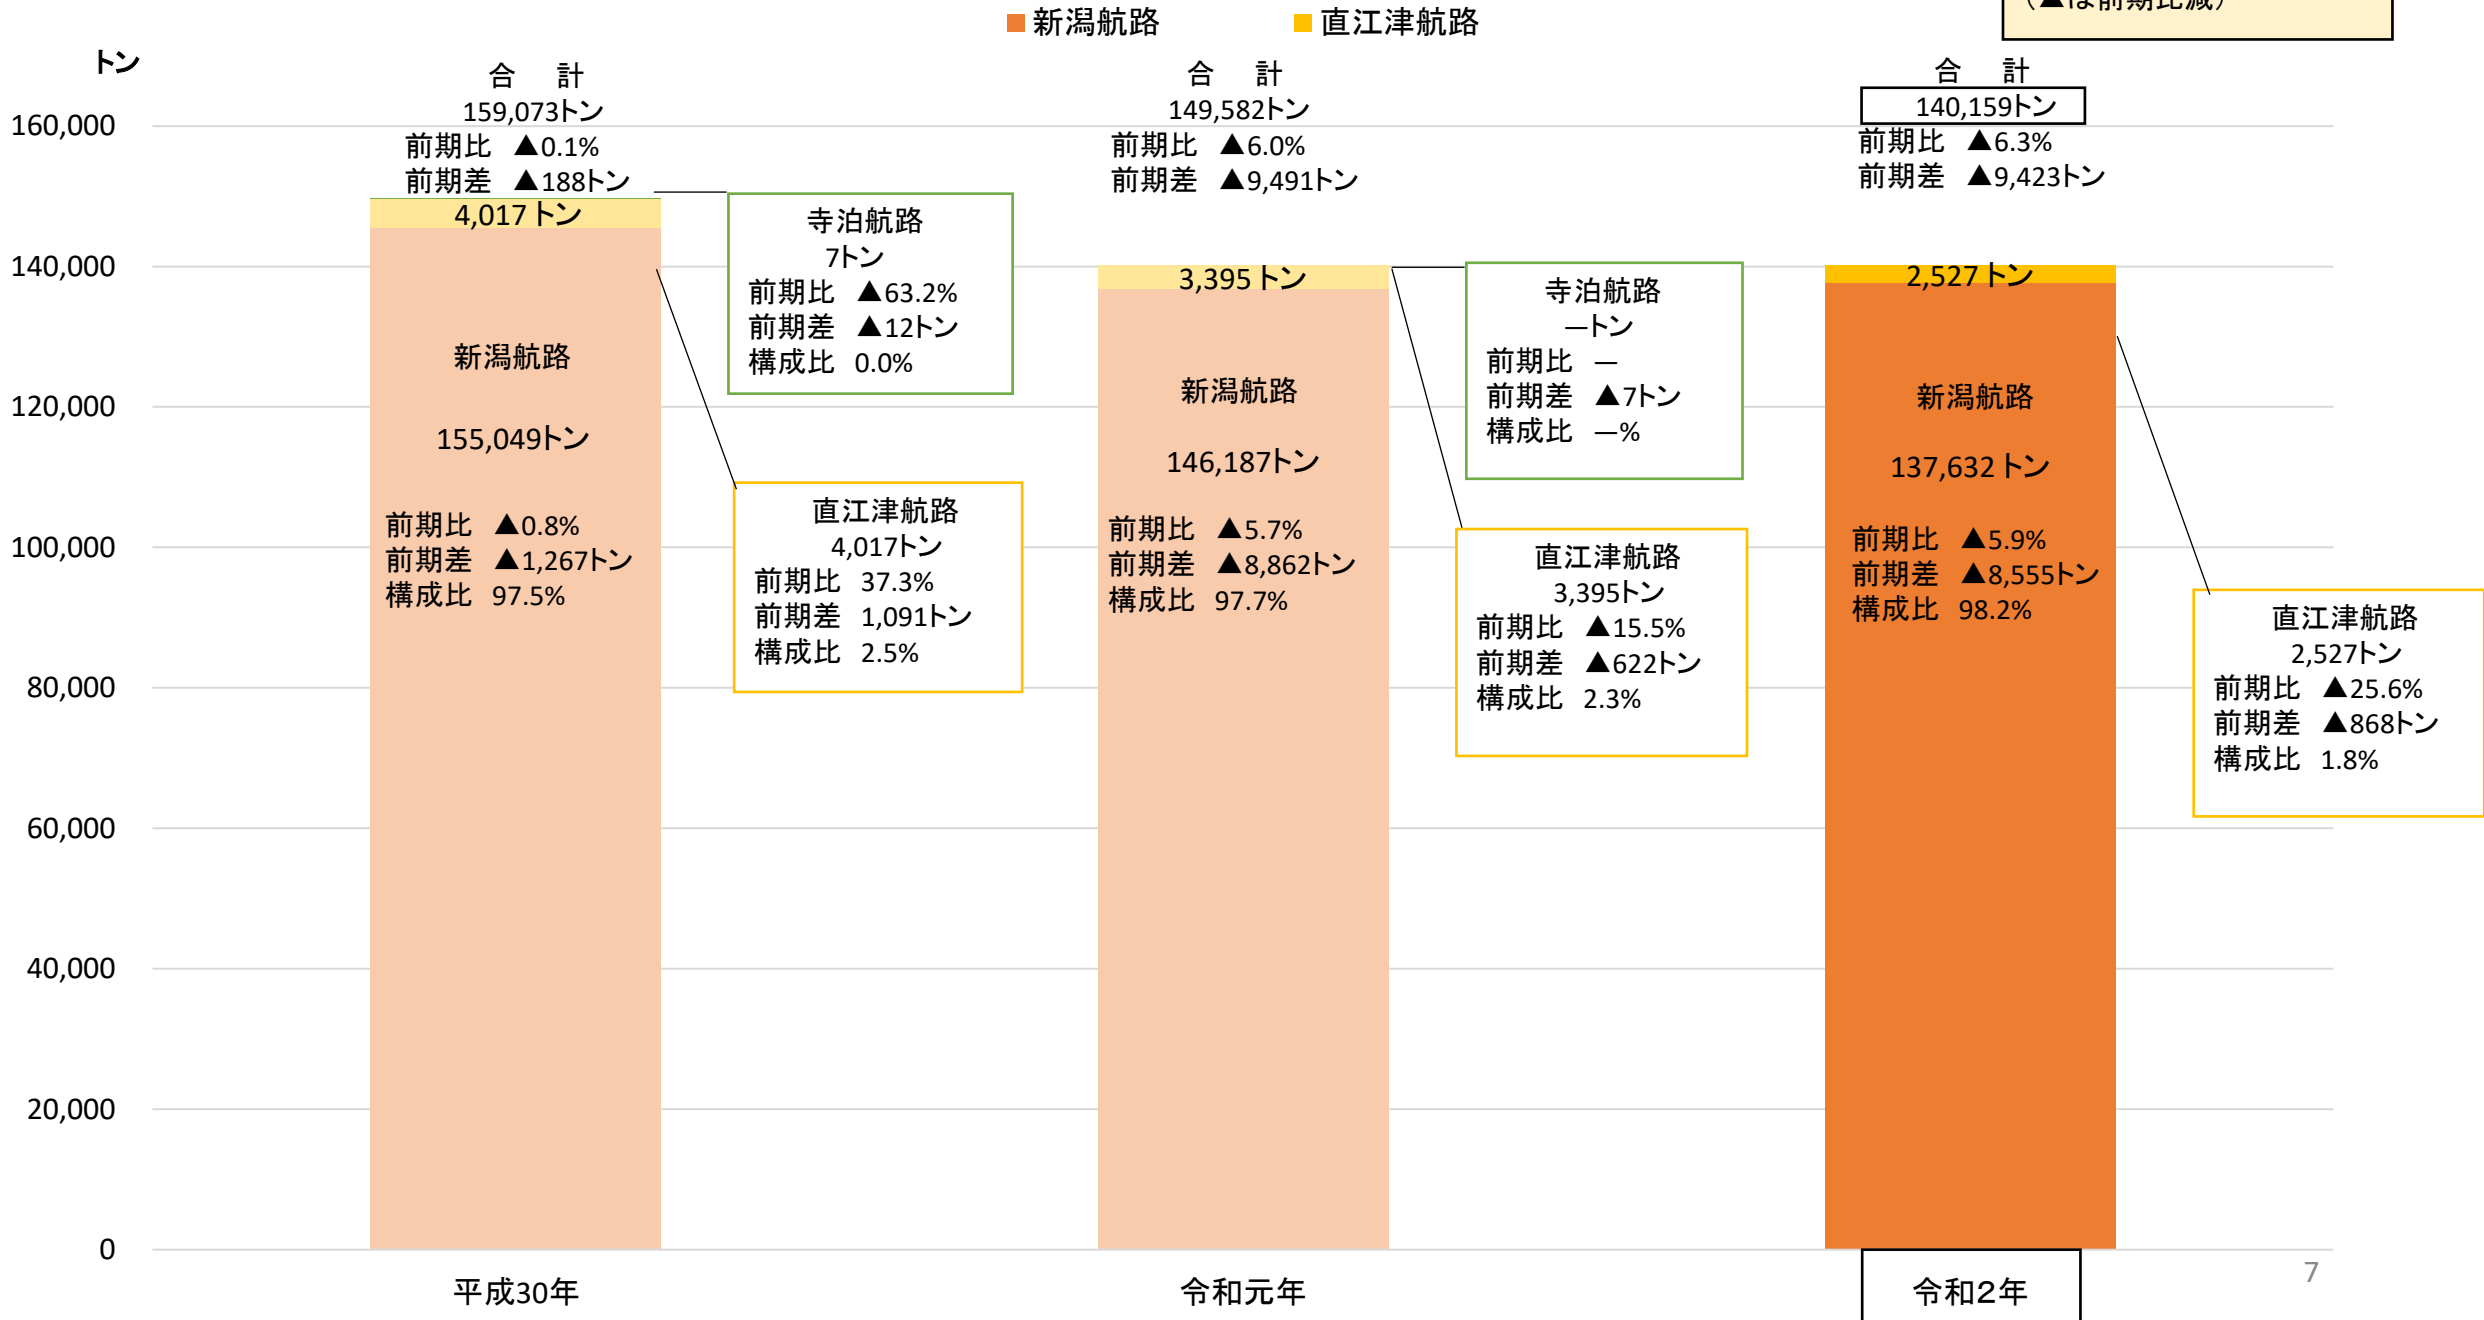 (▲は前期比減)
新潟航路 直江津航路
トン
160,000
140,000
120,000
100,000
80,000
60,000
40,000
20,000
0
合 計
159,073トン
前期比 ▲0.1%
前期差 ▲188トン
4,017 トン
新潟航路
155,049トン
前期比 ▲0.8%
前期差 ▲1,267トン
構成比 97.5%
寺泊航路
7トン
前期比 ▲63.2%
前期差 ▲12トン
構成比 0.0%
直江津航路
4,017トン
前期比 37.3%
前期差 1,091トン
構成比 2.5%
合 計
149,582トン
前期比 ▲6.0%
前期差 ▲9,491トン
3,395 トン
新潟航路
146,187トン
前期比 ▲5.7%
前期差 ▲8,862トン
構成比 97.7%
寺泊航路
―トン
前期比 ―
前期差 ▲7トン
構成比 ―%
直江津航路
3,395トン
前期比 ▲15.5%
前期差 ▲622トン
構成比 2.3%
合 計
140,159トン
前期比 ▲6.3%
前期差 ▲9,423トン
2,527 トン
新潟航路
137,632 トン
前期比 ▲5.9%
前期差 ▲8,555トン
構成比 98.2%
直江津航路
2,527トン
前期比 ▲25.6%
前期差 ▲868トン
構成比 1.8%
平成30年
令和元年
令和2年
7